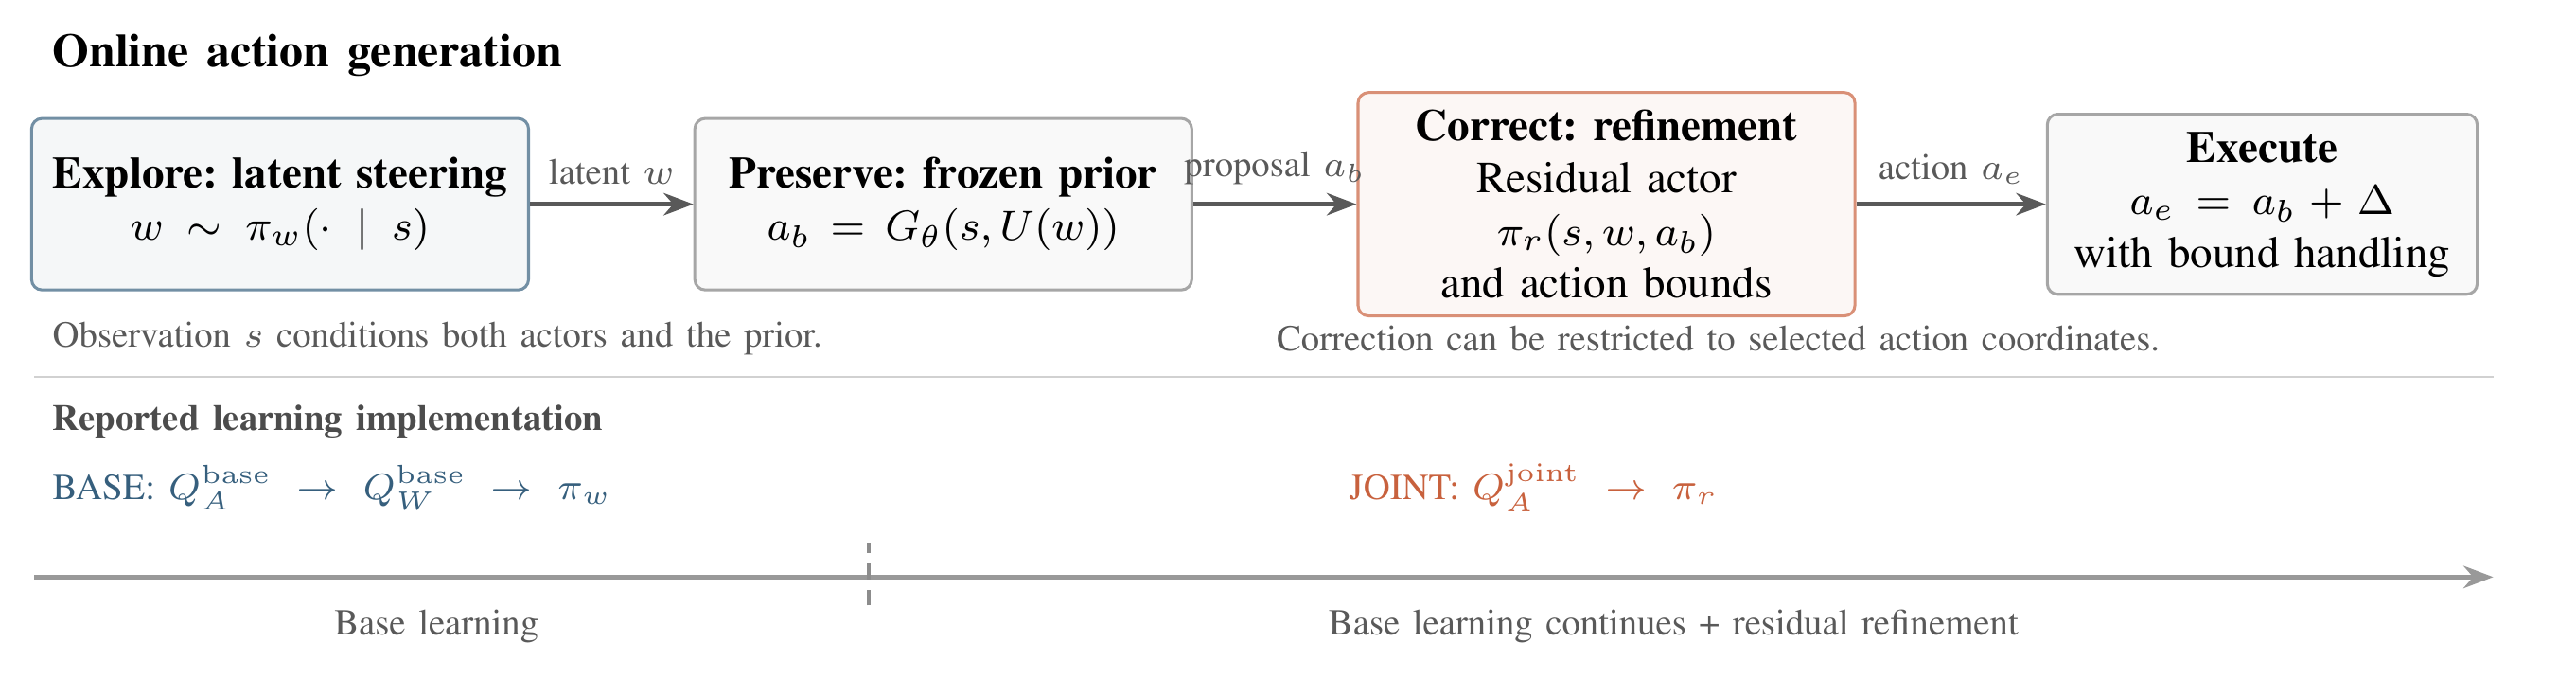 Online action generation
Explore: latent steering
w ∼ π_w(· | s)
latent w
Preserve: frozen prior
a_b = G_θ(s, U(w))
proposal a_b
Correct: refinement
Residual actor
π_r(s, w, a_b)
and action bounds
action a_e
Execute
a_e = a_b + Δ
with bound handling
Observation s conditions both actors and the prior.
Correction can be restricted to selected action coordinates.
Reported learning implementation
BASE: Q_A^base → Q_W^base → π_w
JOINT: Q_A^joint → π_r
Base learning
Base learning continues + residual refinement